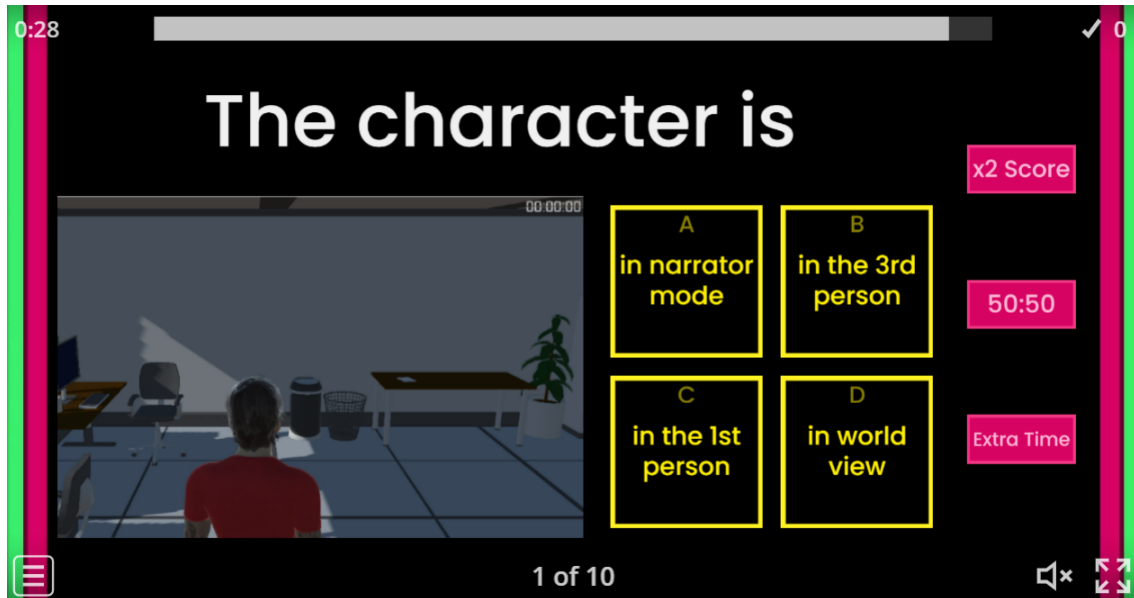 0:28
0
The character is
x2 Score
00:00:00
A
in narrator
mode
B
in the 3rd
person
50:50
C
in the 1st
person
D
in world
view
Extra Time
1 of 10